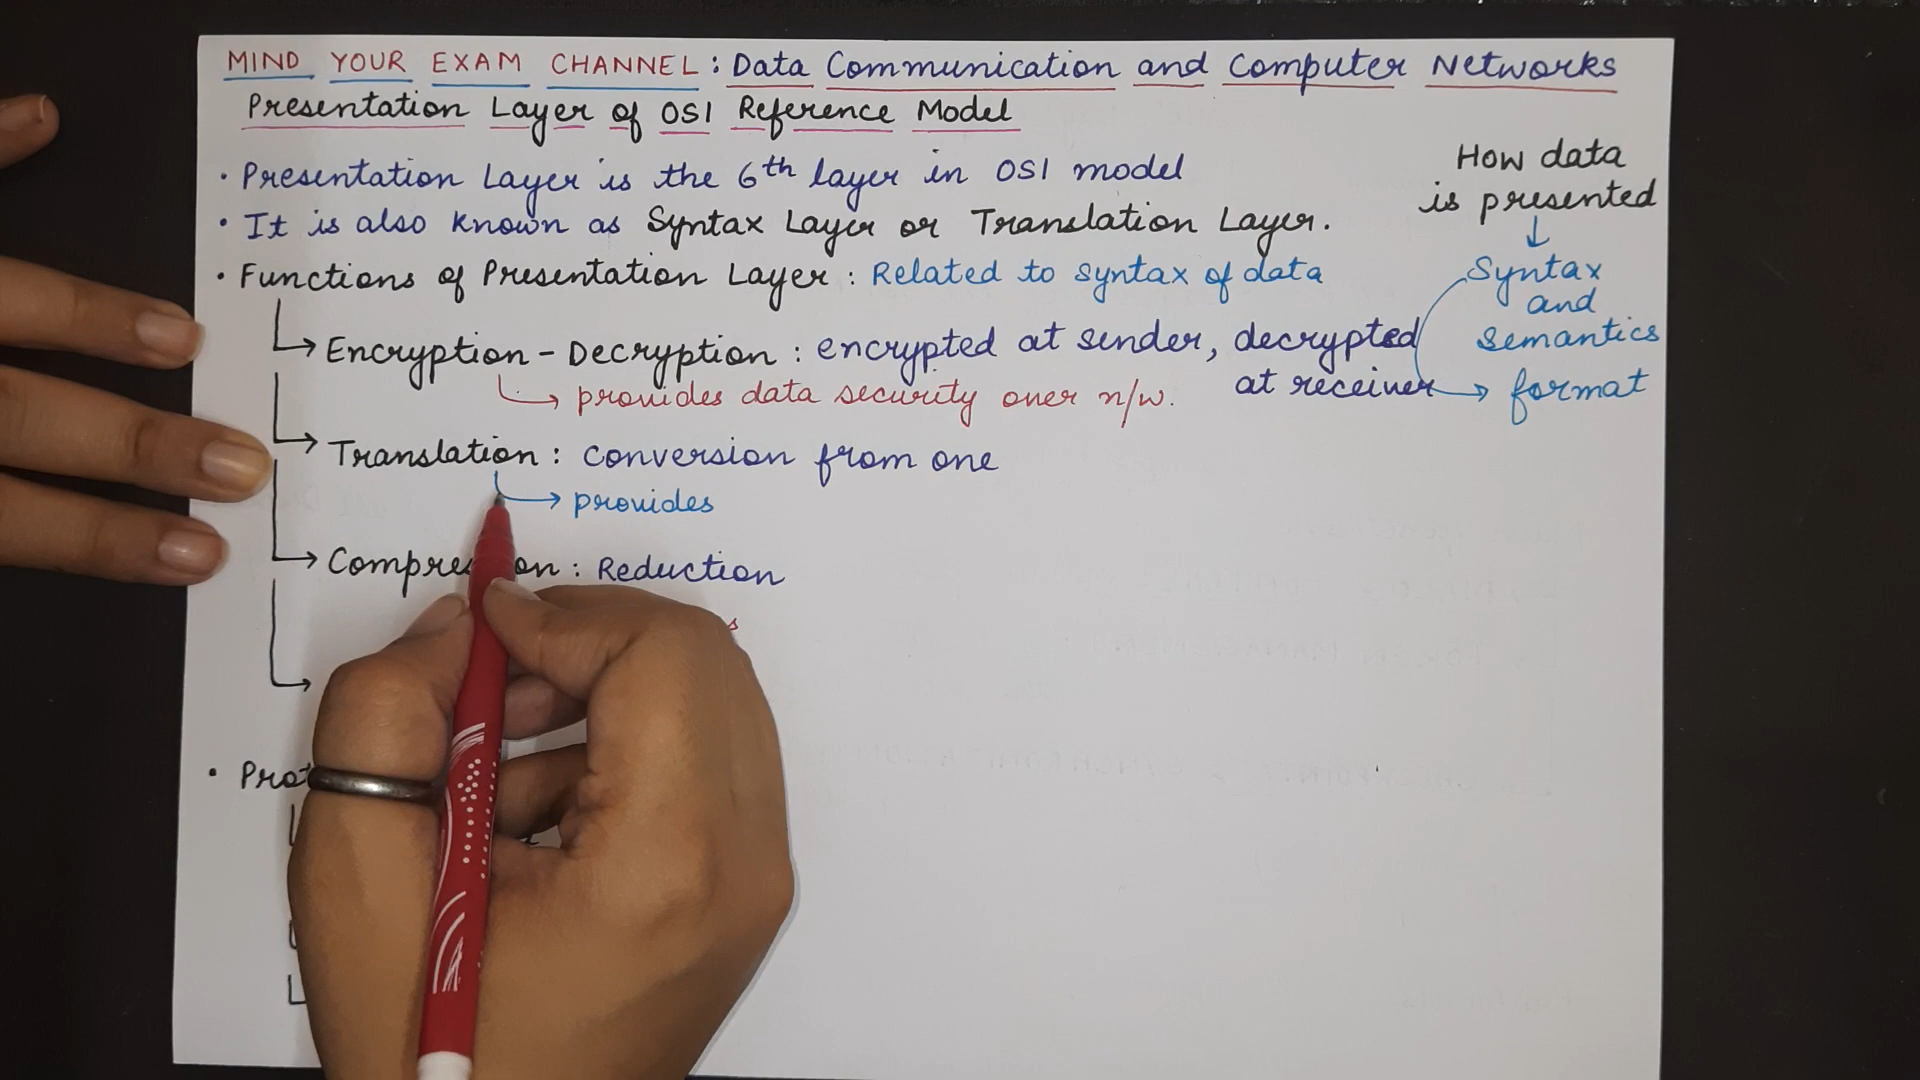 MIND YOUR EXAM CHANNEL : Data Communication and Computer Networks
Presentation Layer of OSI Reference Model
• Presentation Layer is the 6th layer in OSI model
• It is also known as Syntax Layer or Translation Layer.
• Functions of Presentation Layer : Related to syntax of data
Encryption - Decryption : encrypted at sender, decrypted
at receiver
provides data security over n/w.
Translation : conversion from one
provides
: Reduction
How data
is presented
Syntax
and
semantics
format